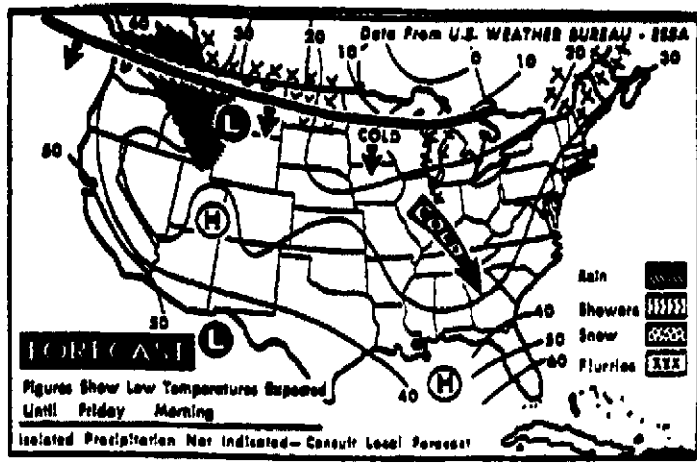 60 30 20 10 Data From U.S. WEATHER BUREAU - ESSA
0 10 20 30
L
COLD
50
H
COLD
Rain
Showers
Snow
Flurries XXX
50 L
40
50
60
H
40
FORECAST
Figures Show Low Temperatures Expected
Until Friday Morning
Isolated Precipitation Not Indicated— Consult Local Forecast